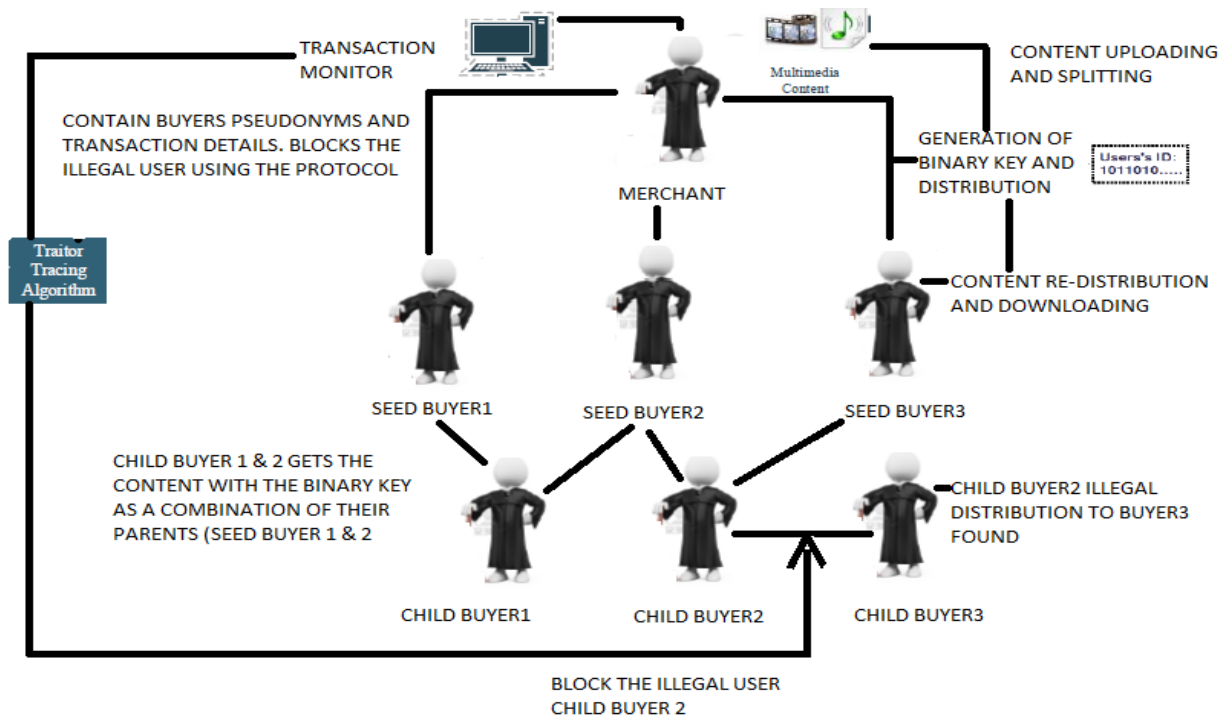 TRANSACTION
MONITOR
Multimedia
Content
CONTENT UPLOADING
AND SPLITTING
CONTAIN BUYERS PSEUDONYMS AND
TRANSACTION DETAILS. BLOCKS THE
ILLEGAL USER USING THE PROTOCOL
MERCHANT
GENERATION OF
BINARY KEY AND
DISTRIBUTION
Users's ID:
1011010.....
Traitor
Tracing
Algorithm
CONTENT RE-DISTRIBUTION
AND DOWNLOADING
SEED BUYER1
SEED BUYER2
SEED BUYER3
CHILD BUYER 1 & 2 GETS THE
CONTENT WITH THE BINARY KEY
AS A COMBINATION OF THEIR
PARENTS (SEED BUYER 1 & 2
CHILD BUYER2 ILLEGAL
DISTRIBUTION TO BUYER3
FOUND
CHILD BUYER1
CHILD BUYER2
CHILD BUYER3
BLOCK THE ILLEGAL USER
CHILD BUYER 2